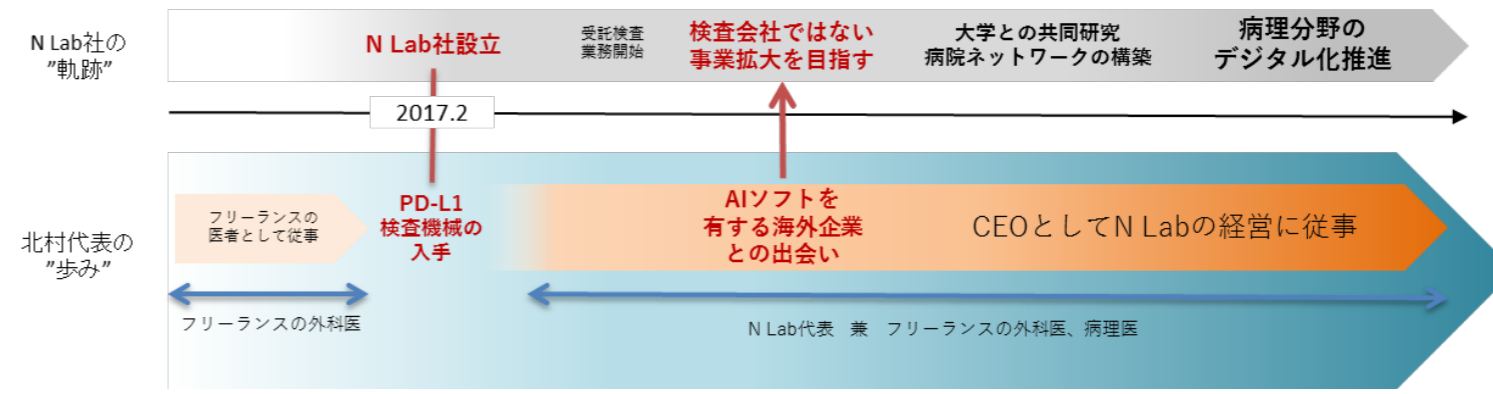 N Lab社の
”軌跡”
N Lab社設立
受託検査
業務開始
検査会社ではない
事業拡大を目指す
大学との共同研究
病院ネットワークの構築
病理分野の
デジタル化推進
2017.2
北村代表の
”歩み”
フリーランスの
医者として従事
PD-L1
検査機械の
入手
AIソフトを
有する海外企業
との出会い
CEOとしてN Labの経営に従事
フリーランスの外科医
N Lab代表　兼　フリーランスの外科医、病理医